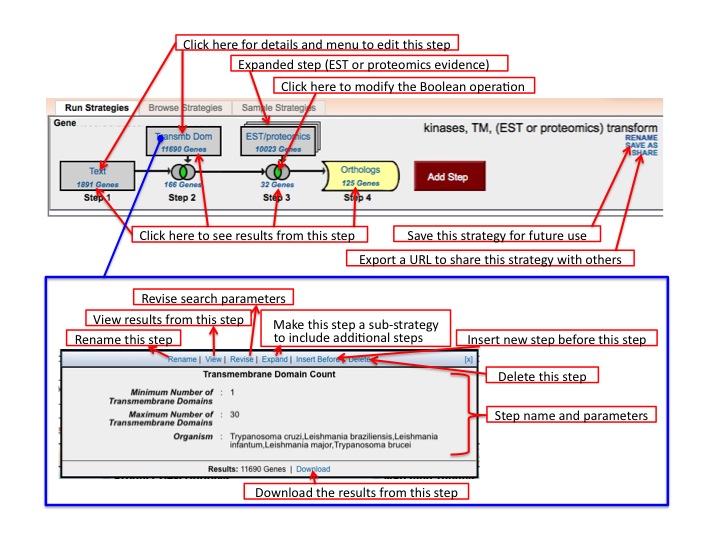 Click here for details and menu to edit this step
Expanded step (EST or proteomics evidence)
Click here to modify the Boolean operation
Run Strategies
Browse Strategies
Sample Strategies
Gene
kinases, TM, (EST or proteomics) transform
RENAME
SAVE AS
SHARE
Transmb Dom
11690 Genes
EST/proteomics
10023 Genes
Text
1891 Genes
166 Genes
32 Genes
Orthologs
125 Genes
Add Step
Step 1
Step 2
Step 3
Step 4
Click here to see results from this step
Save this strategy for future use
Export a URL to share this strategy with others
Revise search parameters
View results from this step
Make this step a sub-strategy
to include additional steps
Rename this step
Insert new step before this step
Rename | View | Revise | Expand | Insert Before | Delete
[x]
Delete this step
Transmembrane Domain Count
Minimum Number of : 1
Transmembrane Domains
Maximum Number of : 30
Transmembrane Domains
Step name and parameters
Organism : Trypanosoma cruzi,Leishmania braziliensis,Leishmania
infantum,Leishmania major,Trypanosoma brucei
Results: 11690 Genes | Download
Download the results from this step